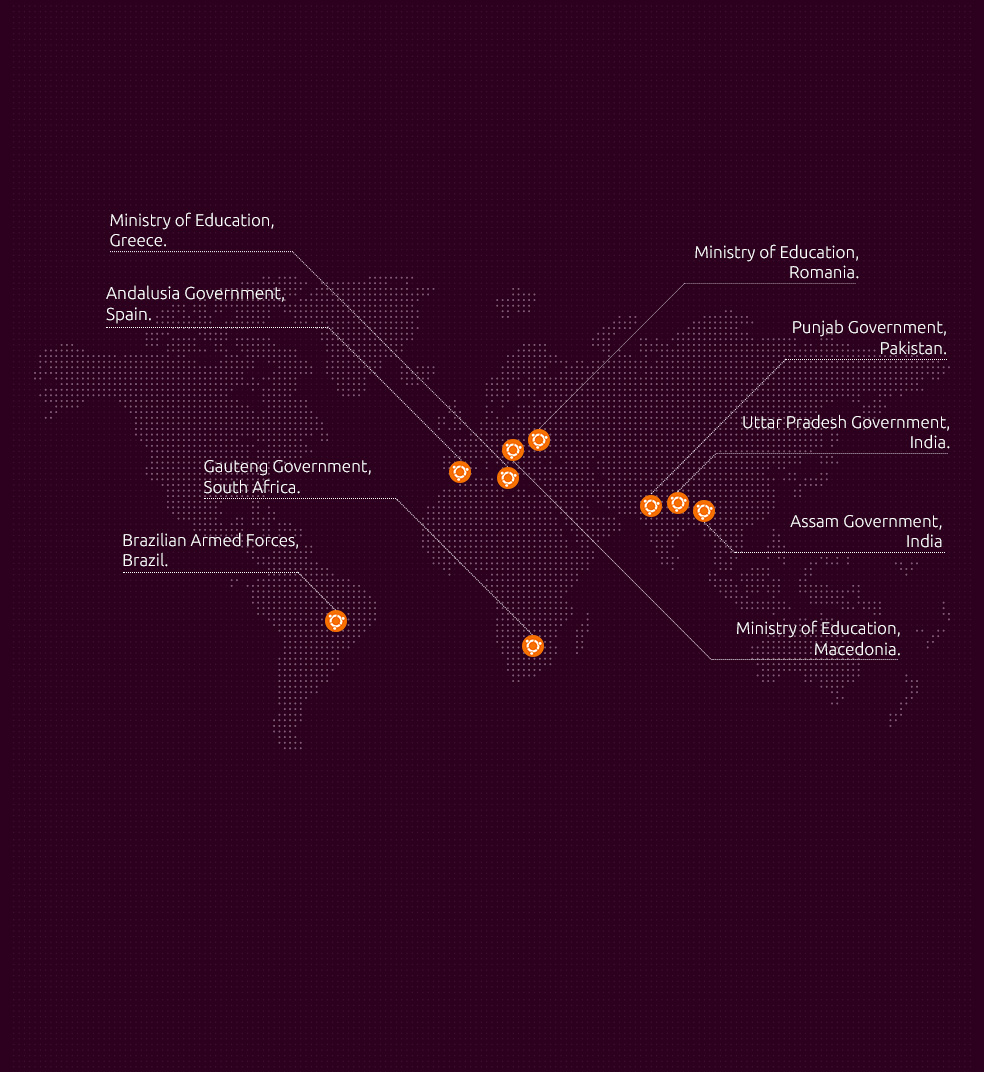 Ministry of Education,
Greece.
Andalusia Government,
Spain.
Gauteng Government,
South Africa.
Brazilian Armed Forces,
Brazil.
Ministry of Education,
Romania.
Punjab Government,
Pakistan.
Uttar Pradesh Government,
India.
Assam Government,
India
Ministry of Education,
Macedonia.